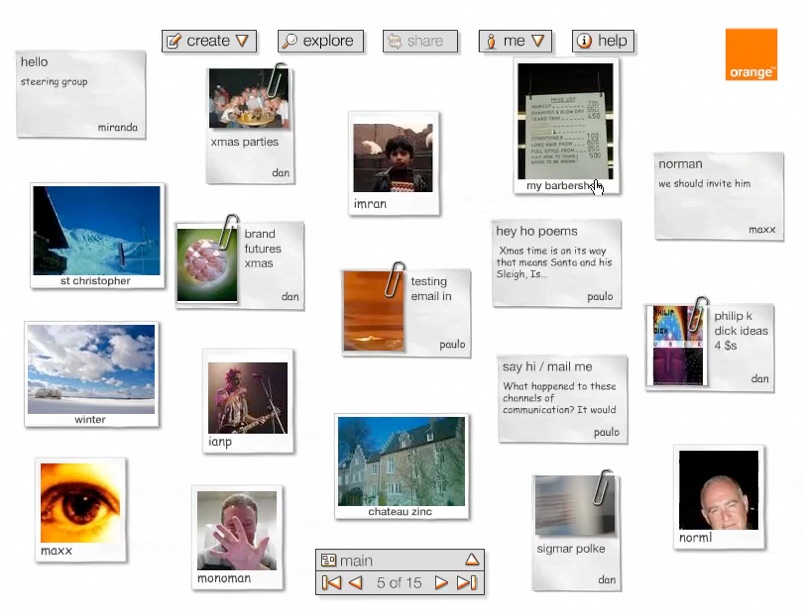 create
explore
share
me
help
orange
hello
steering group
miranda
xmas parties
dan
imran
PRICE LIST
my barbersho
norman
we should invite him
maxx
st christopher
brand
futures
xmas
dan
testing
email in
paulo
hey ho poems
Xmas time is on its way
that means Santa and his
Sleigh, Is...
paulo
philip k
dick ideas
4 $s
dan
PHILIP
DICK
U B I K
winter
ianp
chateau zinc
say hi / mail me
What happened to these
channels of
communication? It would
paulo
maxx
monoman
sigmar polke
dan
norml
main
5 of 15